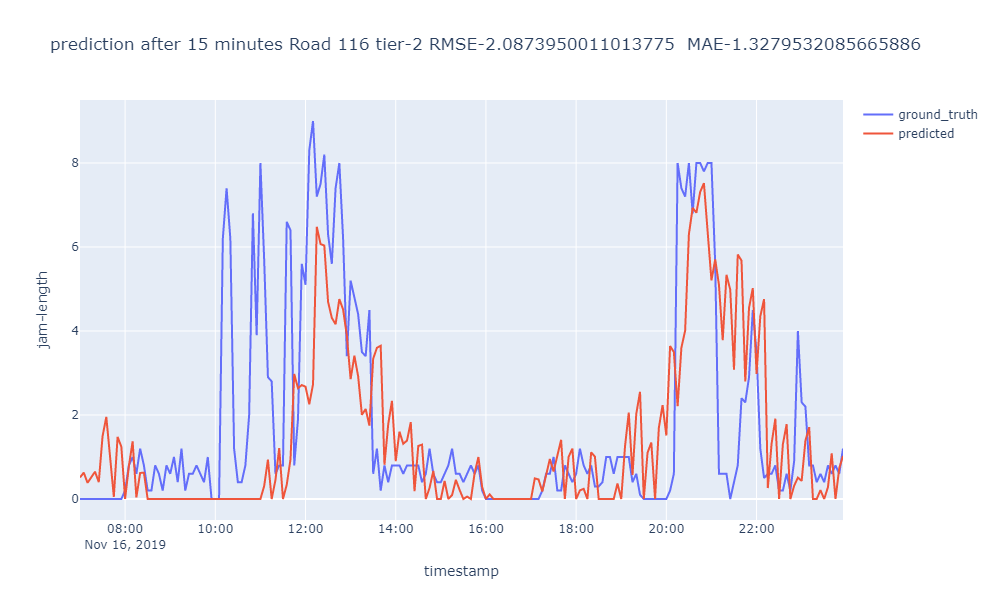 prediction after 15 minutes Road 116 tier-2 RMSE-2.0873950011013775  MAE-1.3279532085665886
ground_truth
predicted
8
6
4
2
0
jam-length
08:00 10:00 12:00 14:00 16:00 18:00 20:00 22:00
Nov 16, 2019
timestamp